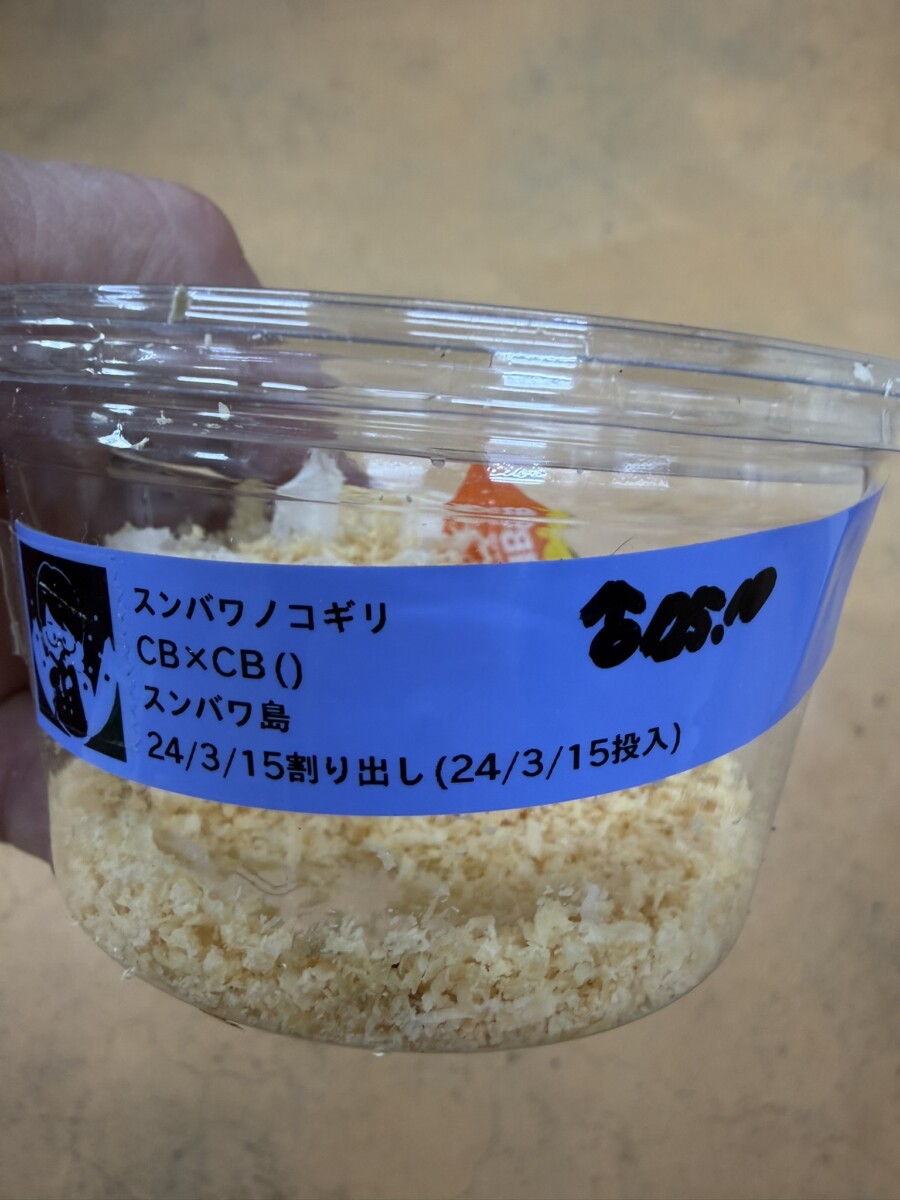 スンバワノコギリ
CB×CB ()
スンバワ島
24/3/15割り出し (24/3/15投入)